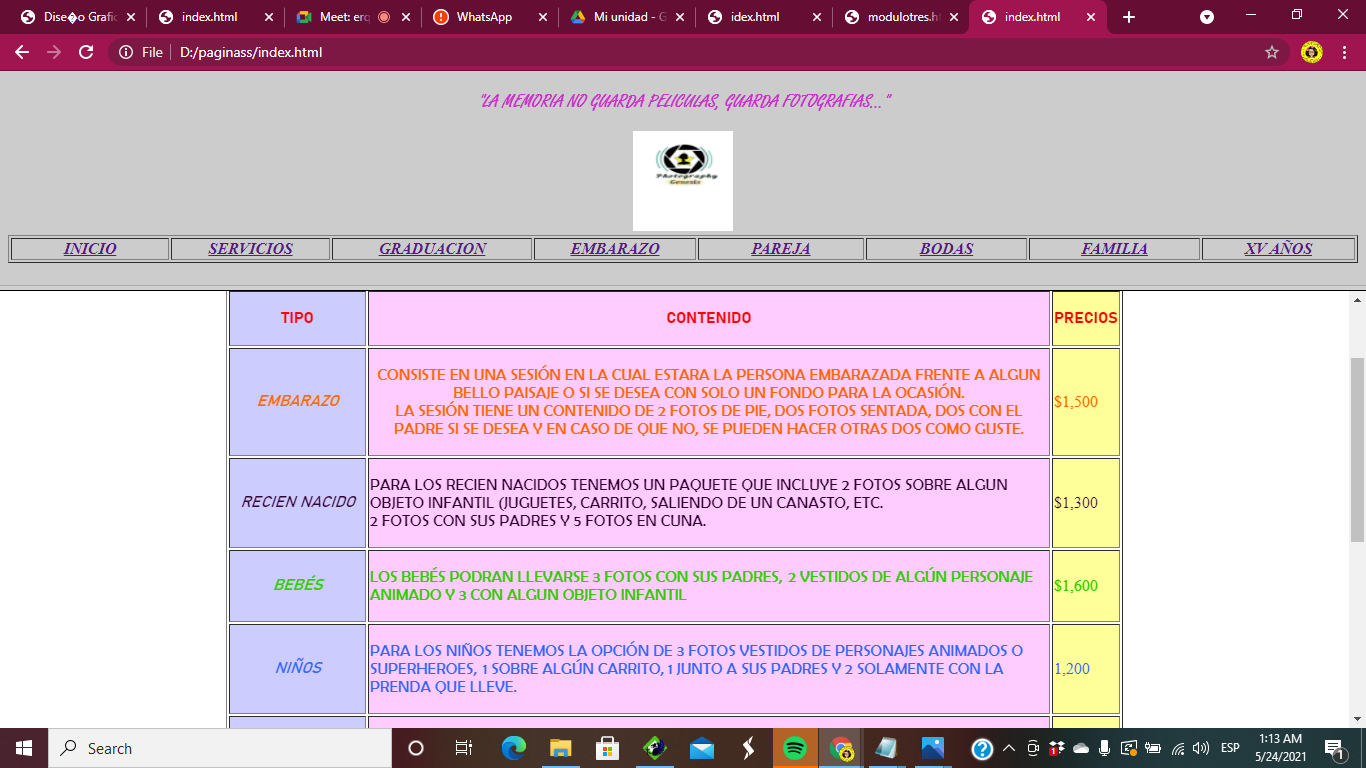 Dise�o Grafic
index.html
Meet: erq
WhatsApp
Mi unidad - G
idex.html
modulotres.h
index.html
File
D:/paginass/index.html
"LA MEMORIA NO GUARDA PELICULAS, GUARDA FOTOGRAFIAS..."
Photography
Genesis
INICIO SERVICIOS GRADUACION EMBARAZO PAREJA BODAS FAMILIA XV AÑOS
TIPO CONTENIDO PRECIOS
EMBARAZO
CONSISTE EN UNA SESIÓN EN LA CUAL ESTARA LA PERSONA EMBARAZADA FRENTE A ALGUN
BELLO PAISAJE O SI SE DESEA CON SOLO UN FONDO PARA LA OCASIÓN.
LA SESIÓN TIENE UN CONTENIDO DE 2 FOTOS DE PIE, DOS FOTOS SENTADA, DOS CON EL
PADRE SI SE DESEA Y EN CASO DE QUE NO, SE PUEDEN HACER OTRAS DOS COMO GUSTE.
$1,500
RECIEN NACIDO
PARA LOS RECIEN NACIDOS TENEMOS UN PAQUETE QUE INCLUYE 2 FOTOS SOBRE ALGUN
OBJETO INFANTIL (JUGUETES, CARRITO, SALIENDO DE UN CANASTO, ETC.
2 FOTOS CON SUS PADRES Y 5 FOTOS EN CUNA.
$1,300
BEBÉS
LOS BEBÉS PODRAN LLEVARSE 3 FOTOS CON SUS PADRES, 2 VESTIDOS DE ALGÚN PERSONAJE
ANIMADO Y 3 CON ALGUN OBJETO INFANTIL
$1,600
NIÑOS
PARA LOS NIÑOS TENEMOS LA OPCIÓN DE 3 FOTOS VESTIDOS DE PERSONAJES ANIMADOS O
SUPERHEROES, 1 SOBRE ALGÚN CARRITO, 1 JUNTO A SUS PADRES Y 2 SOLAMENTE CON LA
PRENDA QUE LLEVE.
1,200
Search
ESP
1:13 AM
5/24/2021
1